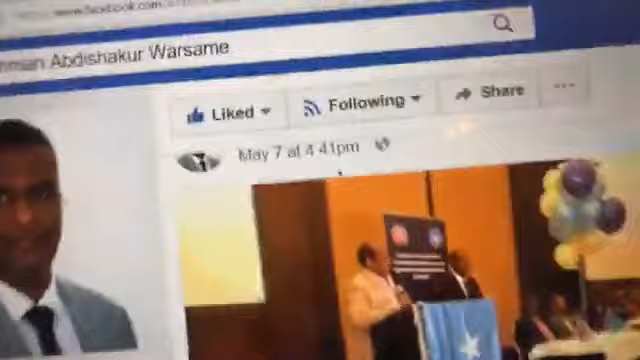 www.facebook.com
Abdishakur Warsame
Liked
Following
Share
May 7 at 4:41pm